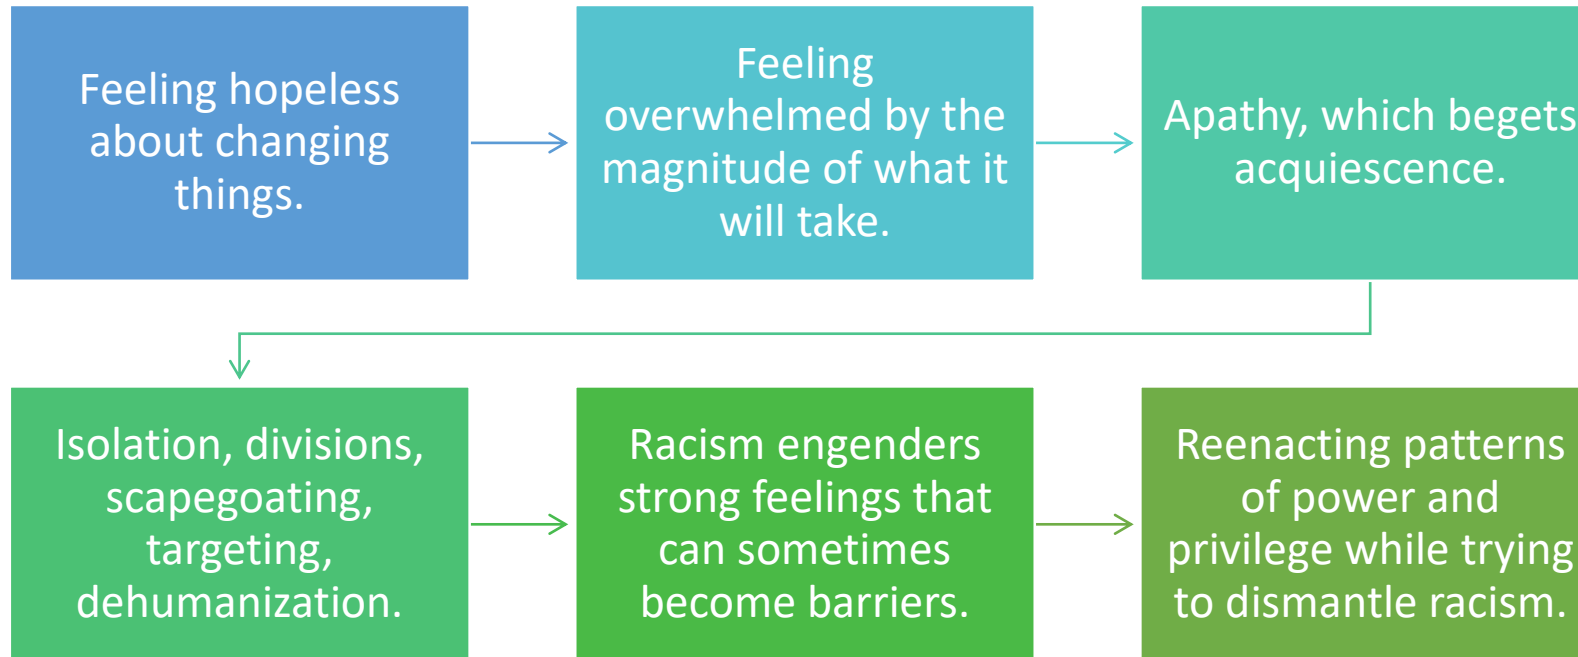 Feeling hopeless
about changing
things.
Feeling
overwhelmed by the
magnitude of what it
will take.
Apathy, which begets
acquiescence.
Isolation, divisions,
scapegoating,
targeting,
dehumanization.
Racism engenders
strong feelings that
can sometimes
become barriers.
Reenacting patterns
of power and
privilege while trying
to dismantle racism.